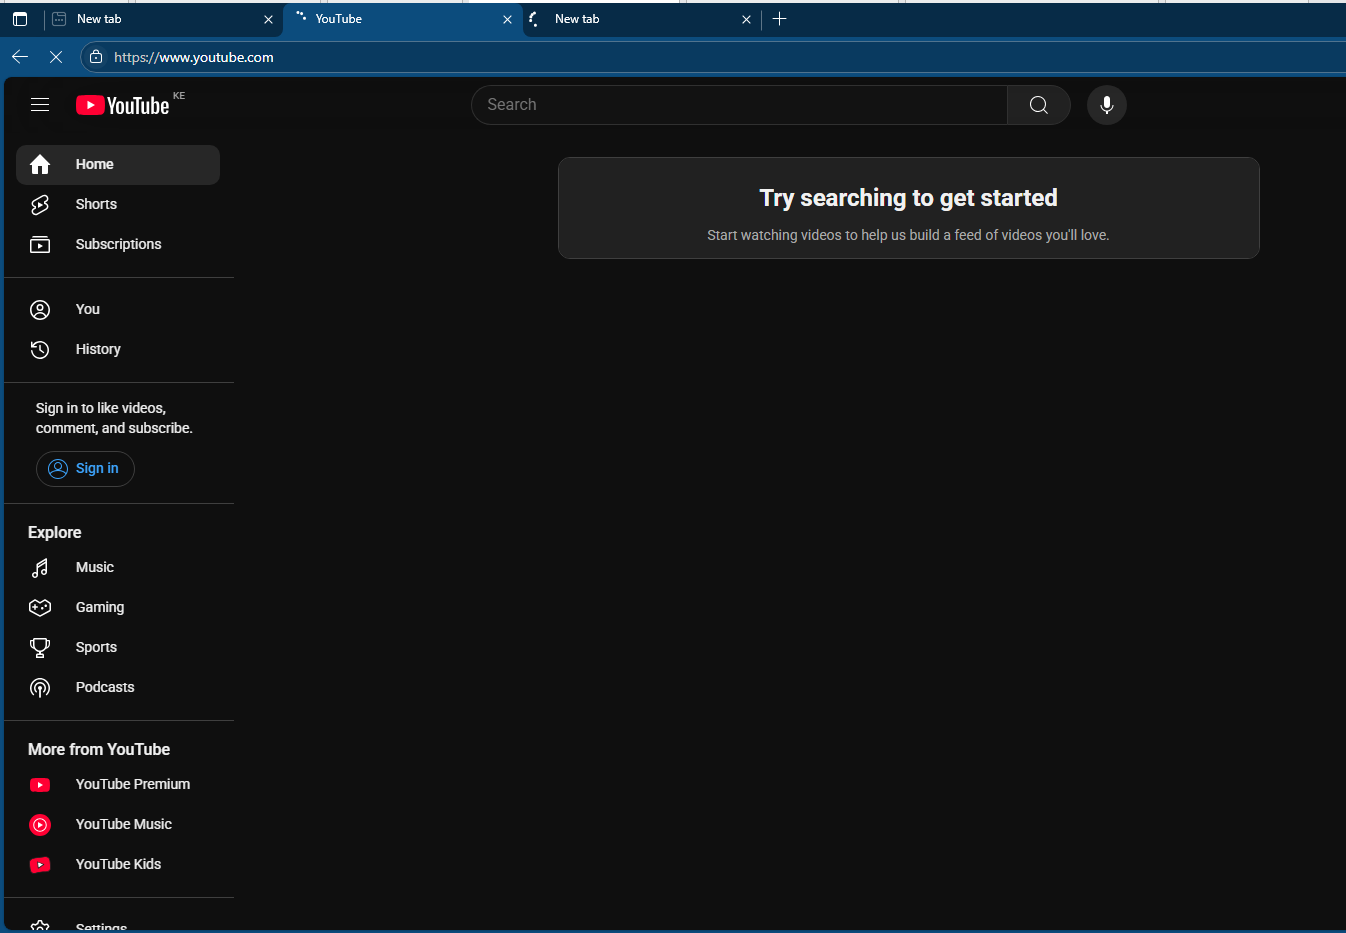 New tab
YouTube
New tab
https://www.youtube.com
YouTube KE
Search
Home
Shorts
Subscriptions
You
History
Sign in to like videos,
comment, and subscribe.
Sign in
Explore
Music
Gaming
Sports
Podcasts
More from YouTube
YouTube Premium
YouTube Music
YouTube Kids
Settings
Try searching to get started
Start watching videos to help us build a feed of videos you'll love.